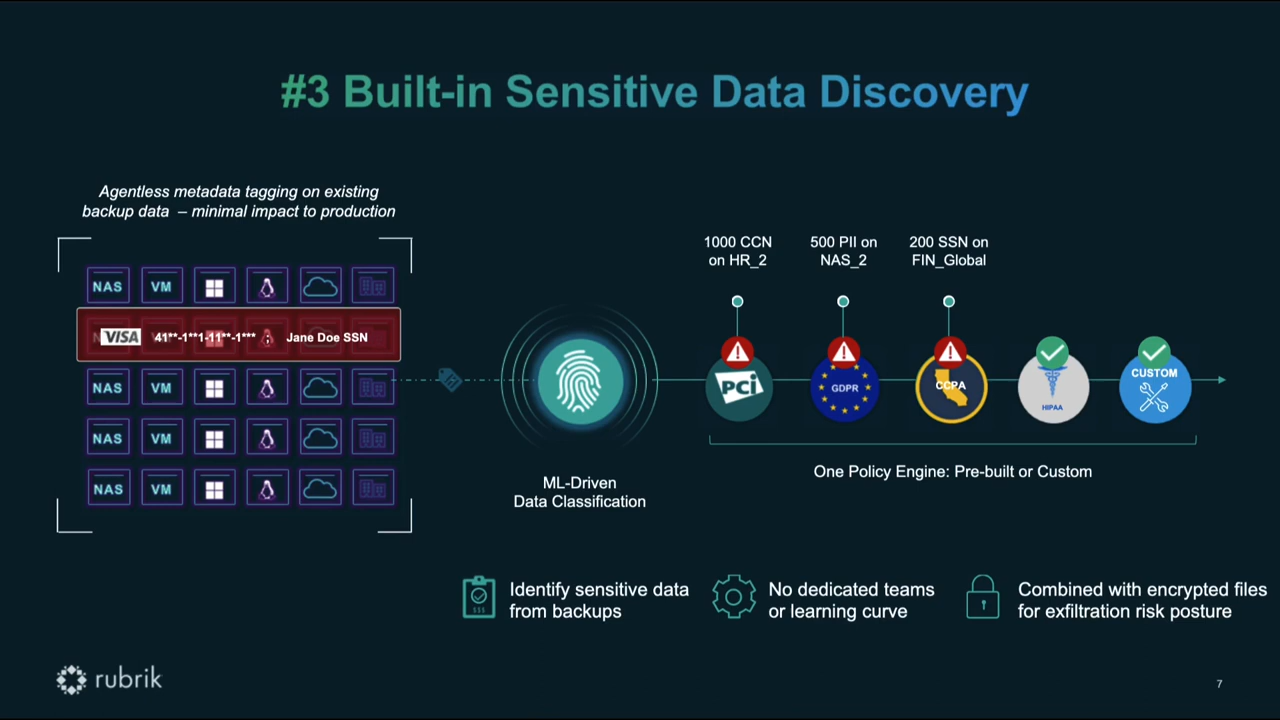 #3 Built-in Sensitive Data Discovery
Agentless metadata tagging on existing
backup data – minimal impact to production
NAS VM
VISA 41**-1**1-11**-1*** Jane Doe SSN
NAS VM
NAS VM
NAS VM
ML-Driven
Data Classification
1000 CCN
on HR_2
500 PII on
NAS_2
200 SSN on
FIN_Global
PCi
GDPR
CCPA
HIPAA
CUSTOM
One Policy Engine: Pre-built or Custom
Identify sensitive data
from backups
No dedicated teams
or learning curve
Combined with encrypted files
for exfiltration risk posture
rubrik
7